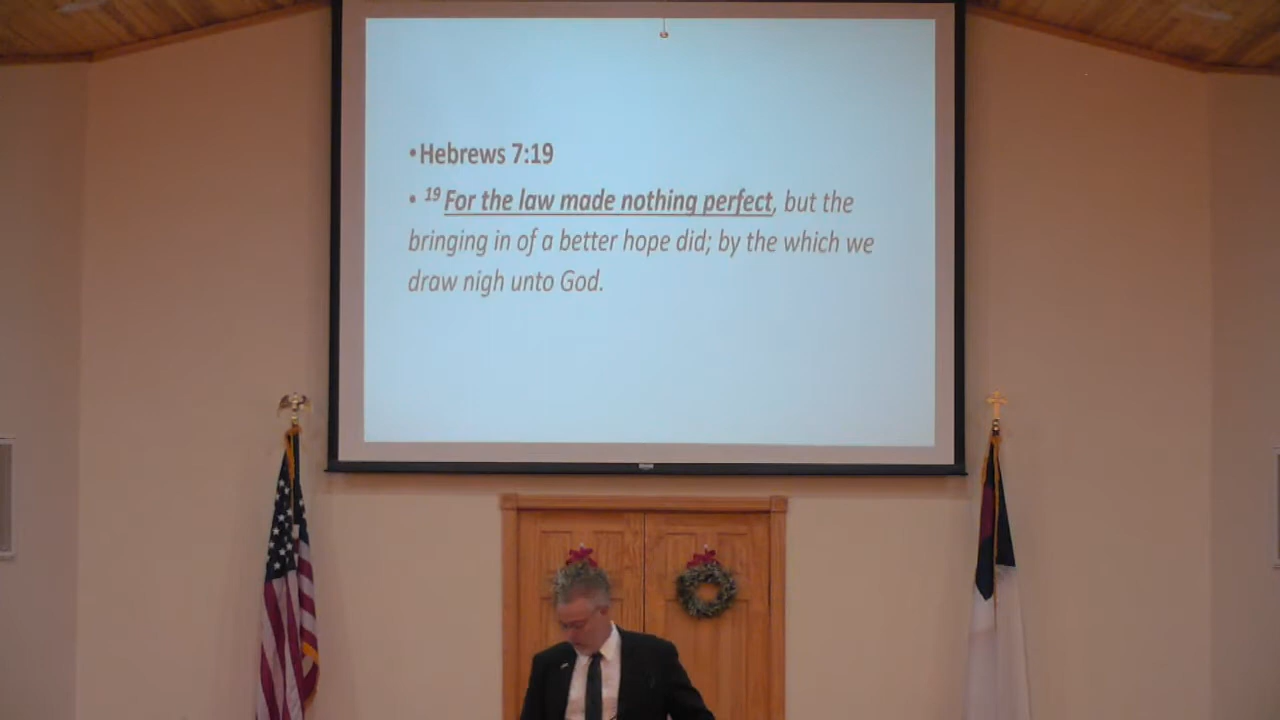 •Hebrews 7:19
• 19 For the law made nothing perfect, but the
bringing in of a better hope did; by the which we
draw nigh unto God.